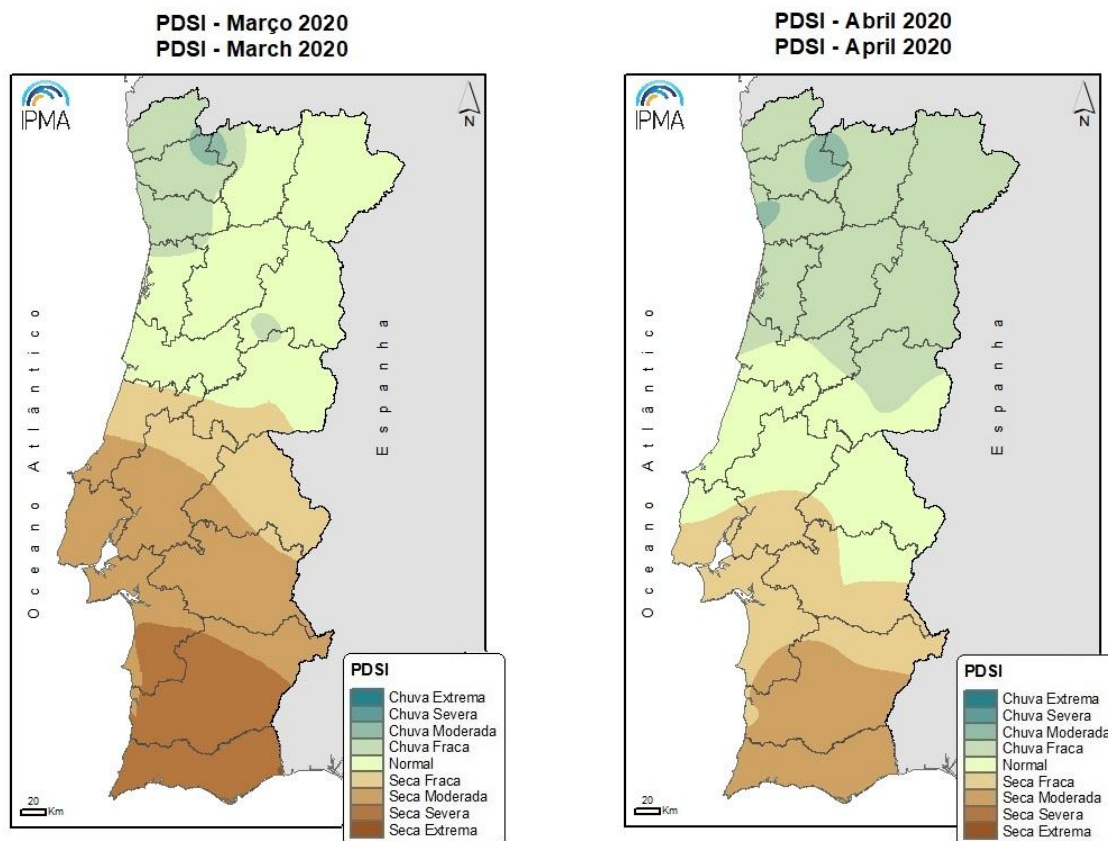 PDSI - Março 2020
PDSI - March 2020
IPMA
N
Oceano Atlântico
Espanha
20
Km
PDSI
Chuva Extrema
Chuva Severa
Chuva Moderada
Chuva Fraca
Normal
Seca Fraca
Seca Moderada
Seca Severa
Seca Extrema
PDSI - Abril 2020
PDSI - April 2020
IPMA
N
Oceano Atlântico
Espanha
20
Km
PDSI
Chuva Extrema
Chuva Severa
Chuva Moderada
Chuva Fraca
Normal
Seca Fraca
Seca Moderada
Seca Severa
Seca Extrema